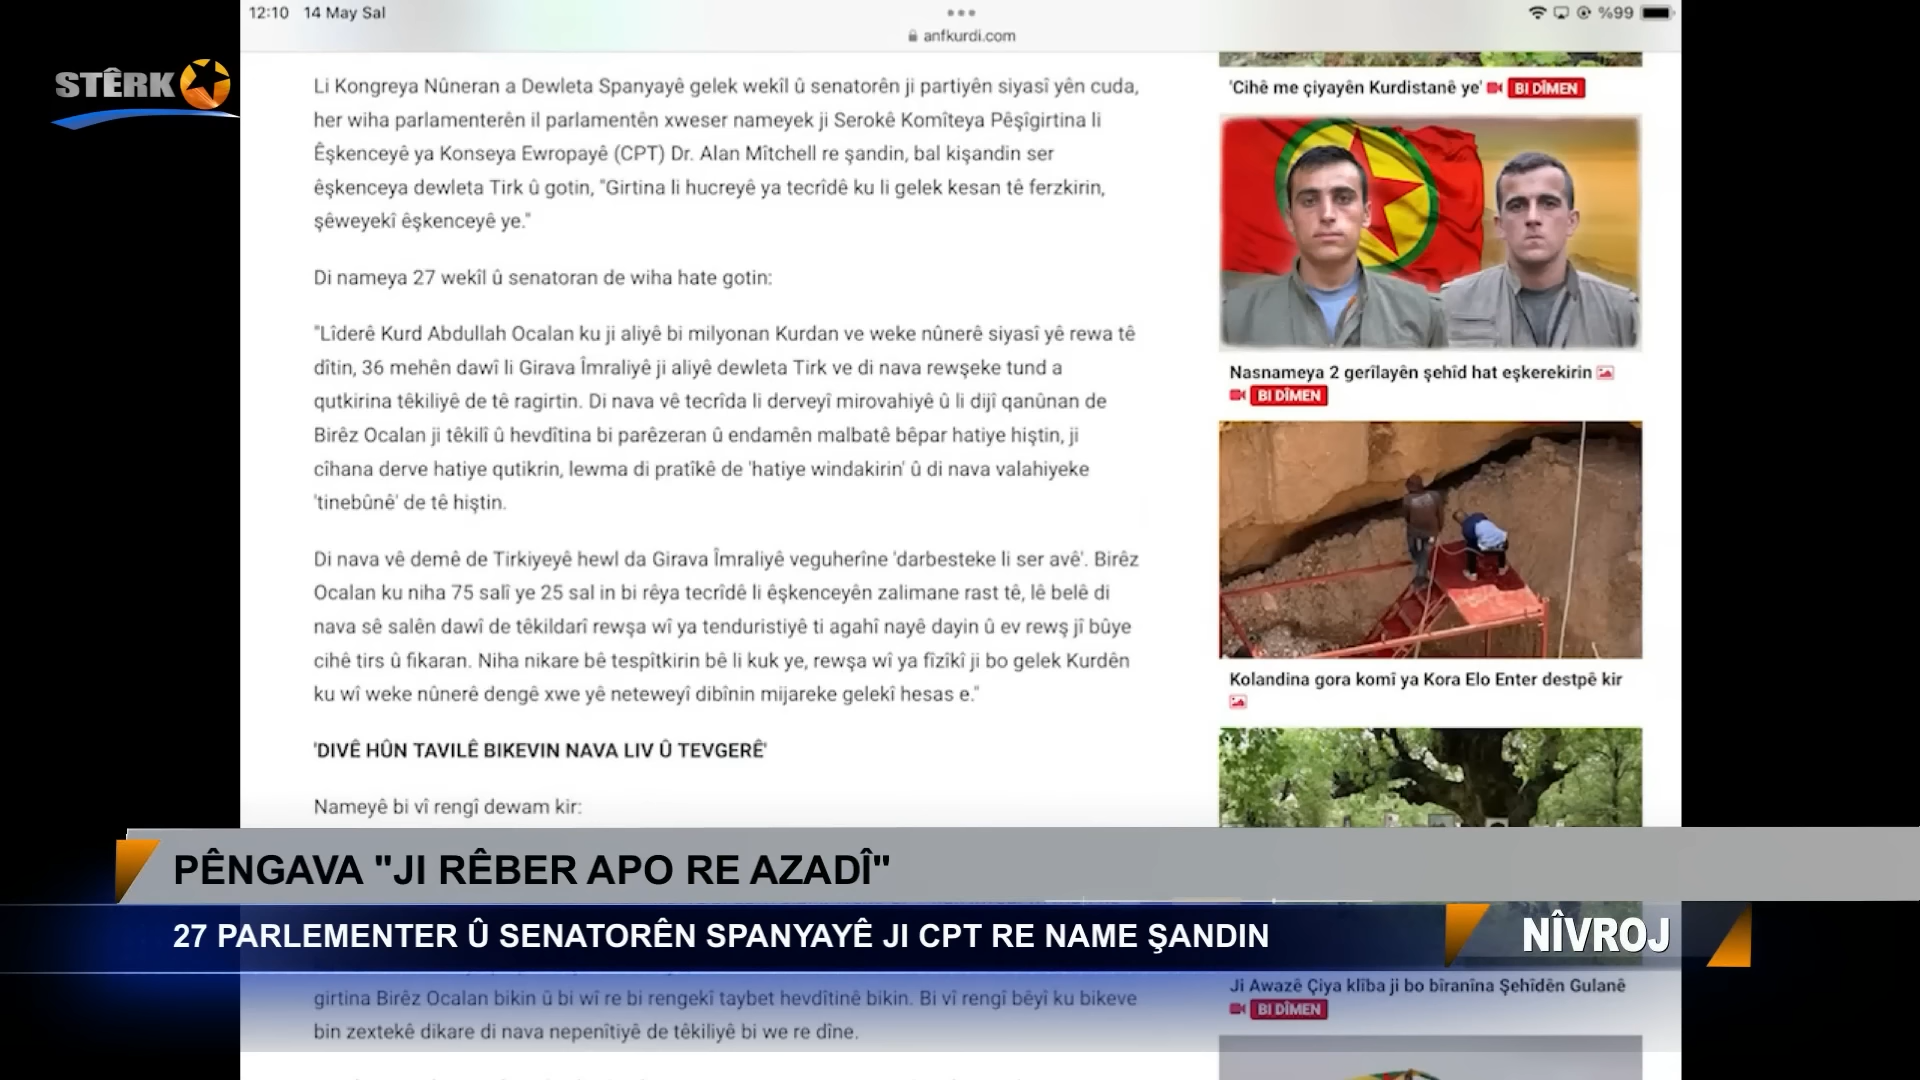 12:10 14 May Sal
%99
anfkurdi.com
STÊRK
Li Kongreya Nûneran a Dewleta Spanyayê gelek wekîl û senatorên ji partiyên siyasî yên cuda,
her wiha parlamenterên il parlamentên xweser nameyek ji Serokê Komîteya Pêşîgirtina li
Êşkenceyê ya Konseya Ewropayê (CPT) Dr. Alan Mîtchell re şandin, bal kişandin ser
êşkenceya dewleta Tirk û gotin, "Girtina li hucreyê ya tecrîdê ku li gelek kesan tê ferzkirin,
şêweyekî êşkenceyê ye."
Di nameya 27 wekîl û senatoran de wiha hate gotin:
"Lîderê Kurd Abdullah Ocalan ku ji aliyê bi milyonan Kurdan ve weke nûnerê siyasî yê rewa tê
dîtin, 36 mehên dawî li Girava Îmraliyê ji aliyê dewleta Tirk ve di nava rewşeke tund a
qutkirina têkiliyê de tê ragirtin. Di nava vê tecrîda li derveyî mirovahiyê û li dijî qanûnan de
Birêz Ocalan ji têkilî û hevdîtina bi parêzeran û endamên malbatê bêpar hatiye hiştin, ji
cîhana derve hatiye qutikrin, lewma di pratîkê de 'hatiye windakirin' û di nava valahiyeke
'tinebûnê' de tê hiştin.
Di nava vê demê de Tirkiyeyê hewl da Girava Îmraliyê veguherîne 'darbesteke li ser avê'. Birêz
Ocalan ku niha 75 salî ye 25 sal in bi rêya tecrîdê li êşkenceyên zalimane rast tê, lê belê di
nava sê salên dawî de têkildarî rewşa wî ya tenduristiyê ti agahî nayê dayin û ev rewş jî bûye
cihê tirs û fikaran. Niha nikare bê tespîtkirin bê li kuk ye, rewşa wî ya fîzîkî ji bo gelek Kurdên
ku wî weke nûnerê dengê xwe yê neteweyî dibînin mijareke gelekî hesas e."
'DIVÊ HÛN TAVILÊ BIKEVIN NAVA LIV Û TEVGERÊ'
Nameyê bi vî rengî dewam kir:
girtina Birêz Ocalan bikin û bi wî re bi rengekî taybet hevdîtinê bikin. Bi vî rengî bêyî ku bikeve
bin zextekê dikare di nava nepenîtiyê de têkiliyê bi we re dîne.
'Cihê me çiyayên Kurdistanê ye' BI DÎMEN
Nasnameya 2 gerîlayên şehîd hat eşkerekirin
BI DÎMEN
Kolandina gora komî ya Kora Elo Enter destpê kir
Ji Awazê Çiya klîba ji bo bîranîna Şehîdên Gulanê
BI DÎMEN
PÊNGAVA "JI RÊBER APO RE AZADÎ"
27 PARLEMENTER Û SENATORÊN SPANYAYÊ JI CPT RE NAME ŞANDIN
NÎVROJ